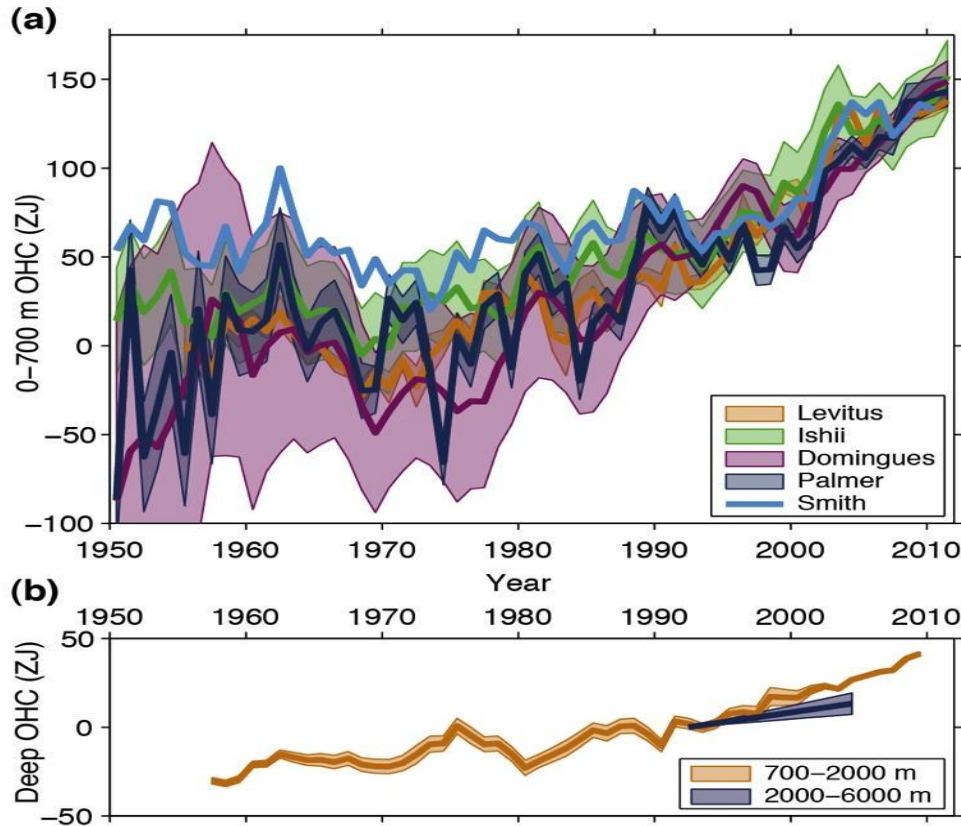 (a)
0−700 m OHC (ZJ)
150
100
50
0
−50
−100
Levitus
Ishii
Domingues
Palmer
Smith
1950 1960 1970 1980 1990 2000 2010
Year
(b)
1950 1960 1970 1980 1990 2000 2010
Deep OHC (ZJ)
50
0
−50
700−2000 m
2000−6000 m